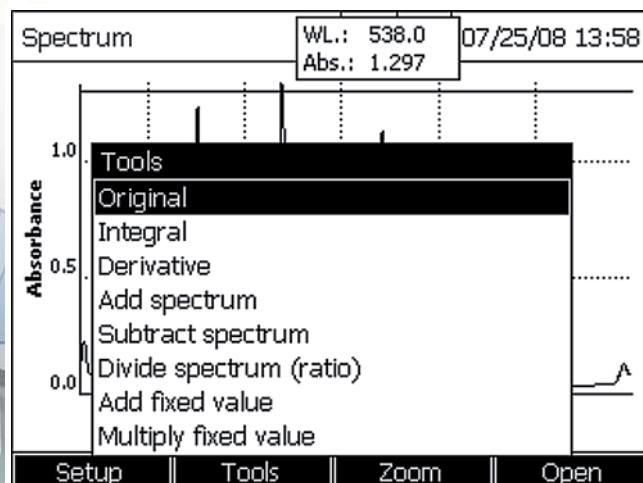 Spectrum
WL.: 538.0
Abs.: 1.297
07/25/08 13:58
Absorbance
1.0
0.5
0.0
Tools
Original
Integral
Derivative
Add spectrum
Subtract spectrum
Divide spectrum (ratio)
Add fixed value
Multiply fixed value
Setup Tools Zoom Open